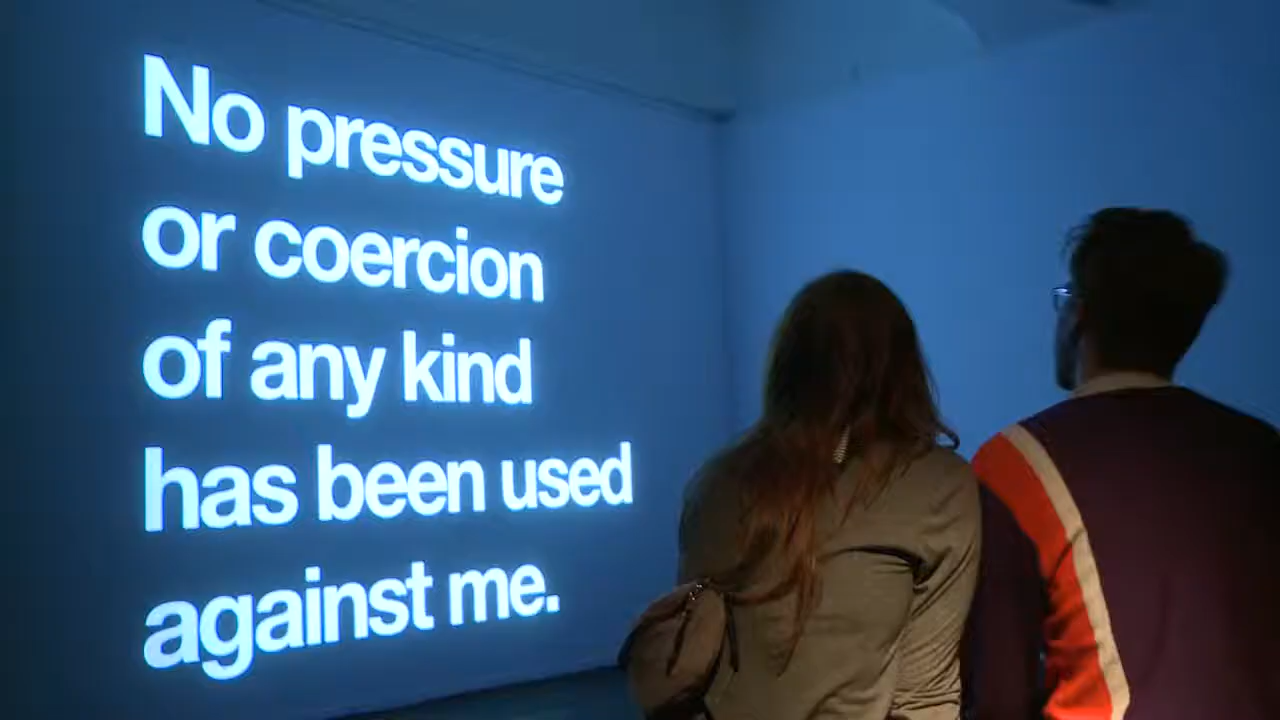 No pressure
or coercion
of any kind
has been used
against me.